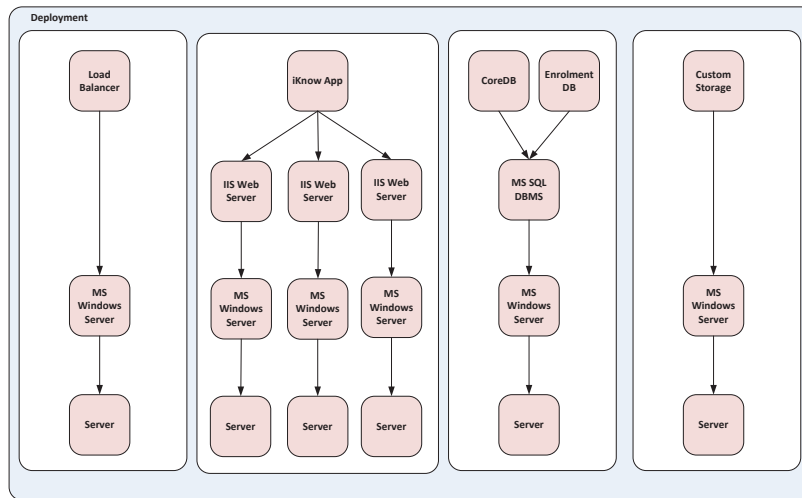 Deployment
Load
Balancer
MS
Windows
Server
Server
iKnow App
IIS Web
Server
IIS Web
Server
IIS Web
Server
MS
Windows
Server
MS
Windows
Server
MS
Windows
Server
Server
Server
Server
CoreDB
Enrolment
DB
MS SQL
DBMS
MS
Windows
Server
Server
Custom
Storage
MS
Windows
Server
Server